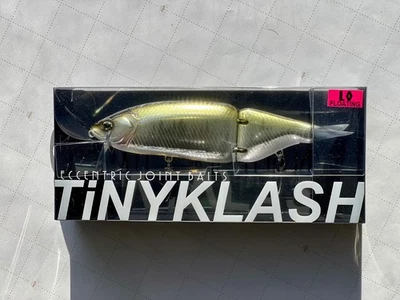 LO
FLOATING
ECCENTRIC JOINT BAITS
TiNYKLASH